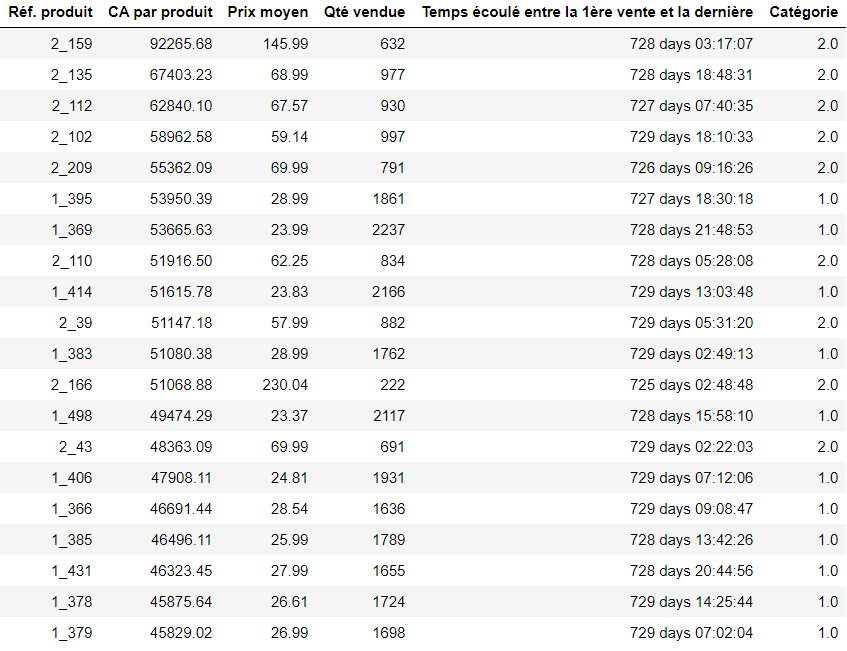 Réf. produit CA par produit Prix moyen Qté vendue Temps écoulé entre la 1ère vente et la dernière Catégorie
2_159 92265.68 145.99 632 728 days 03:17:07 2.0
2_135 67403.23 68.99 977 728 days 18:48:31 2.0
2_112 62840.10 67.57 930 727 days 07:40:35 2.0
2_102 58962.58 59.14 997 729 days 18:10:33 2.0
2_209 55362.09 69.99 791 726 days 09:16:26 2.0
1_395 53950.39 28.99 1861 727 days 18:30:18 1.0
1_369 53665.63 23.99 2237 728 days 21:48:53 1.0
2_110 51916.50 62.25 834 728 days 05:28:08 2.0
1_414 51615.78 23.83 2166 729 days 13:03:48 1.0
2_39 51147.18 57.99 882 729 days 05:31:20 2.0
1_383 51080.38 28.99 1762 729 days 02:49:13 1.0
2_166 51068.88 230.04 222 725 days 02:48:48 2.0
1_498 49474.29 23.37 2117 728 days 15:58:10 1.0
2_43 48363.09 69.99 691 729 days 02:22:03 2.0
1_406 47908.11 24.81 1931 729 days 07:12:06 1.0
1_366 46691.44 28.54 1636 729 days 09:08:47 1.0
1_385 46496.11 25.99 1789 728 days 13:42:26 1.0
1_431 46323.45 27.99 1655 728 days 20:44:56 1.0
1_378 45875.64 26.61 1724 729 days 14:25:44 1.0
1_379 45829.02 26.99 1698 729 days 07:02:04 1.0